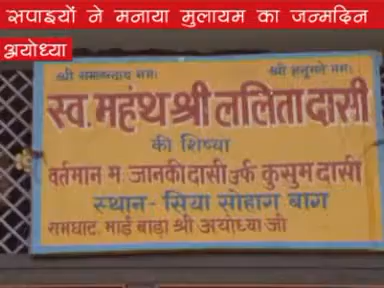 सपाइयों ने मनाया मुलायम का जन्मदिन
अयोध्या
श्री रामानन्दाय नमः श्री हनुमते नमः
स्व. महंथ श्री ललिता दासी
की शिष्या
वर्तमान म. जानकी दासी उर्फ कुसुम दासी
स्थान - सिया सोहाग बाग
रामघाट, माई बाड़ा श्री अयोध्या जी